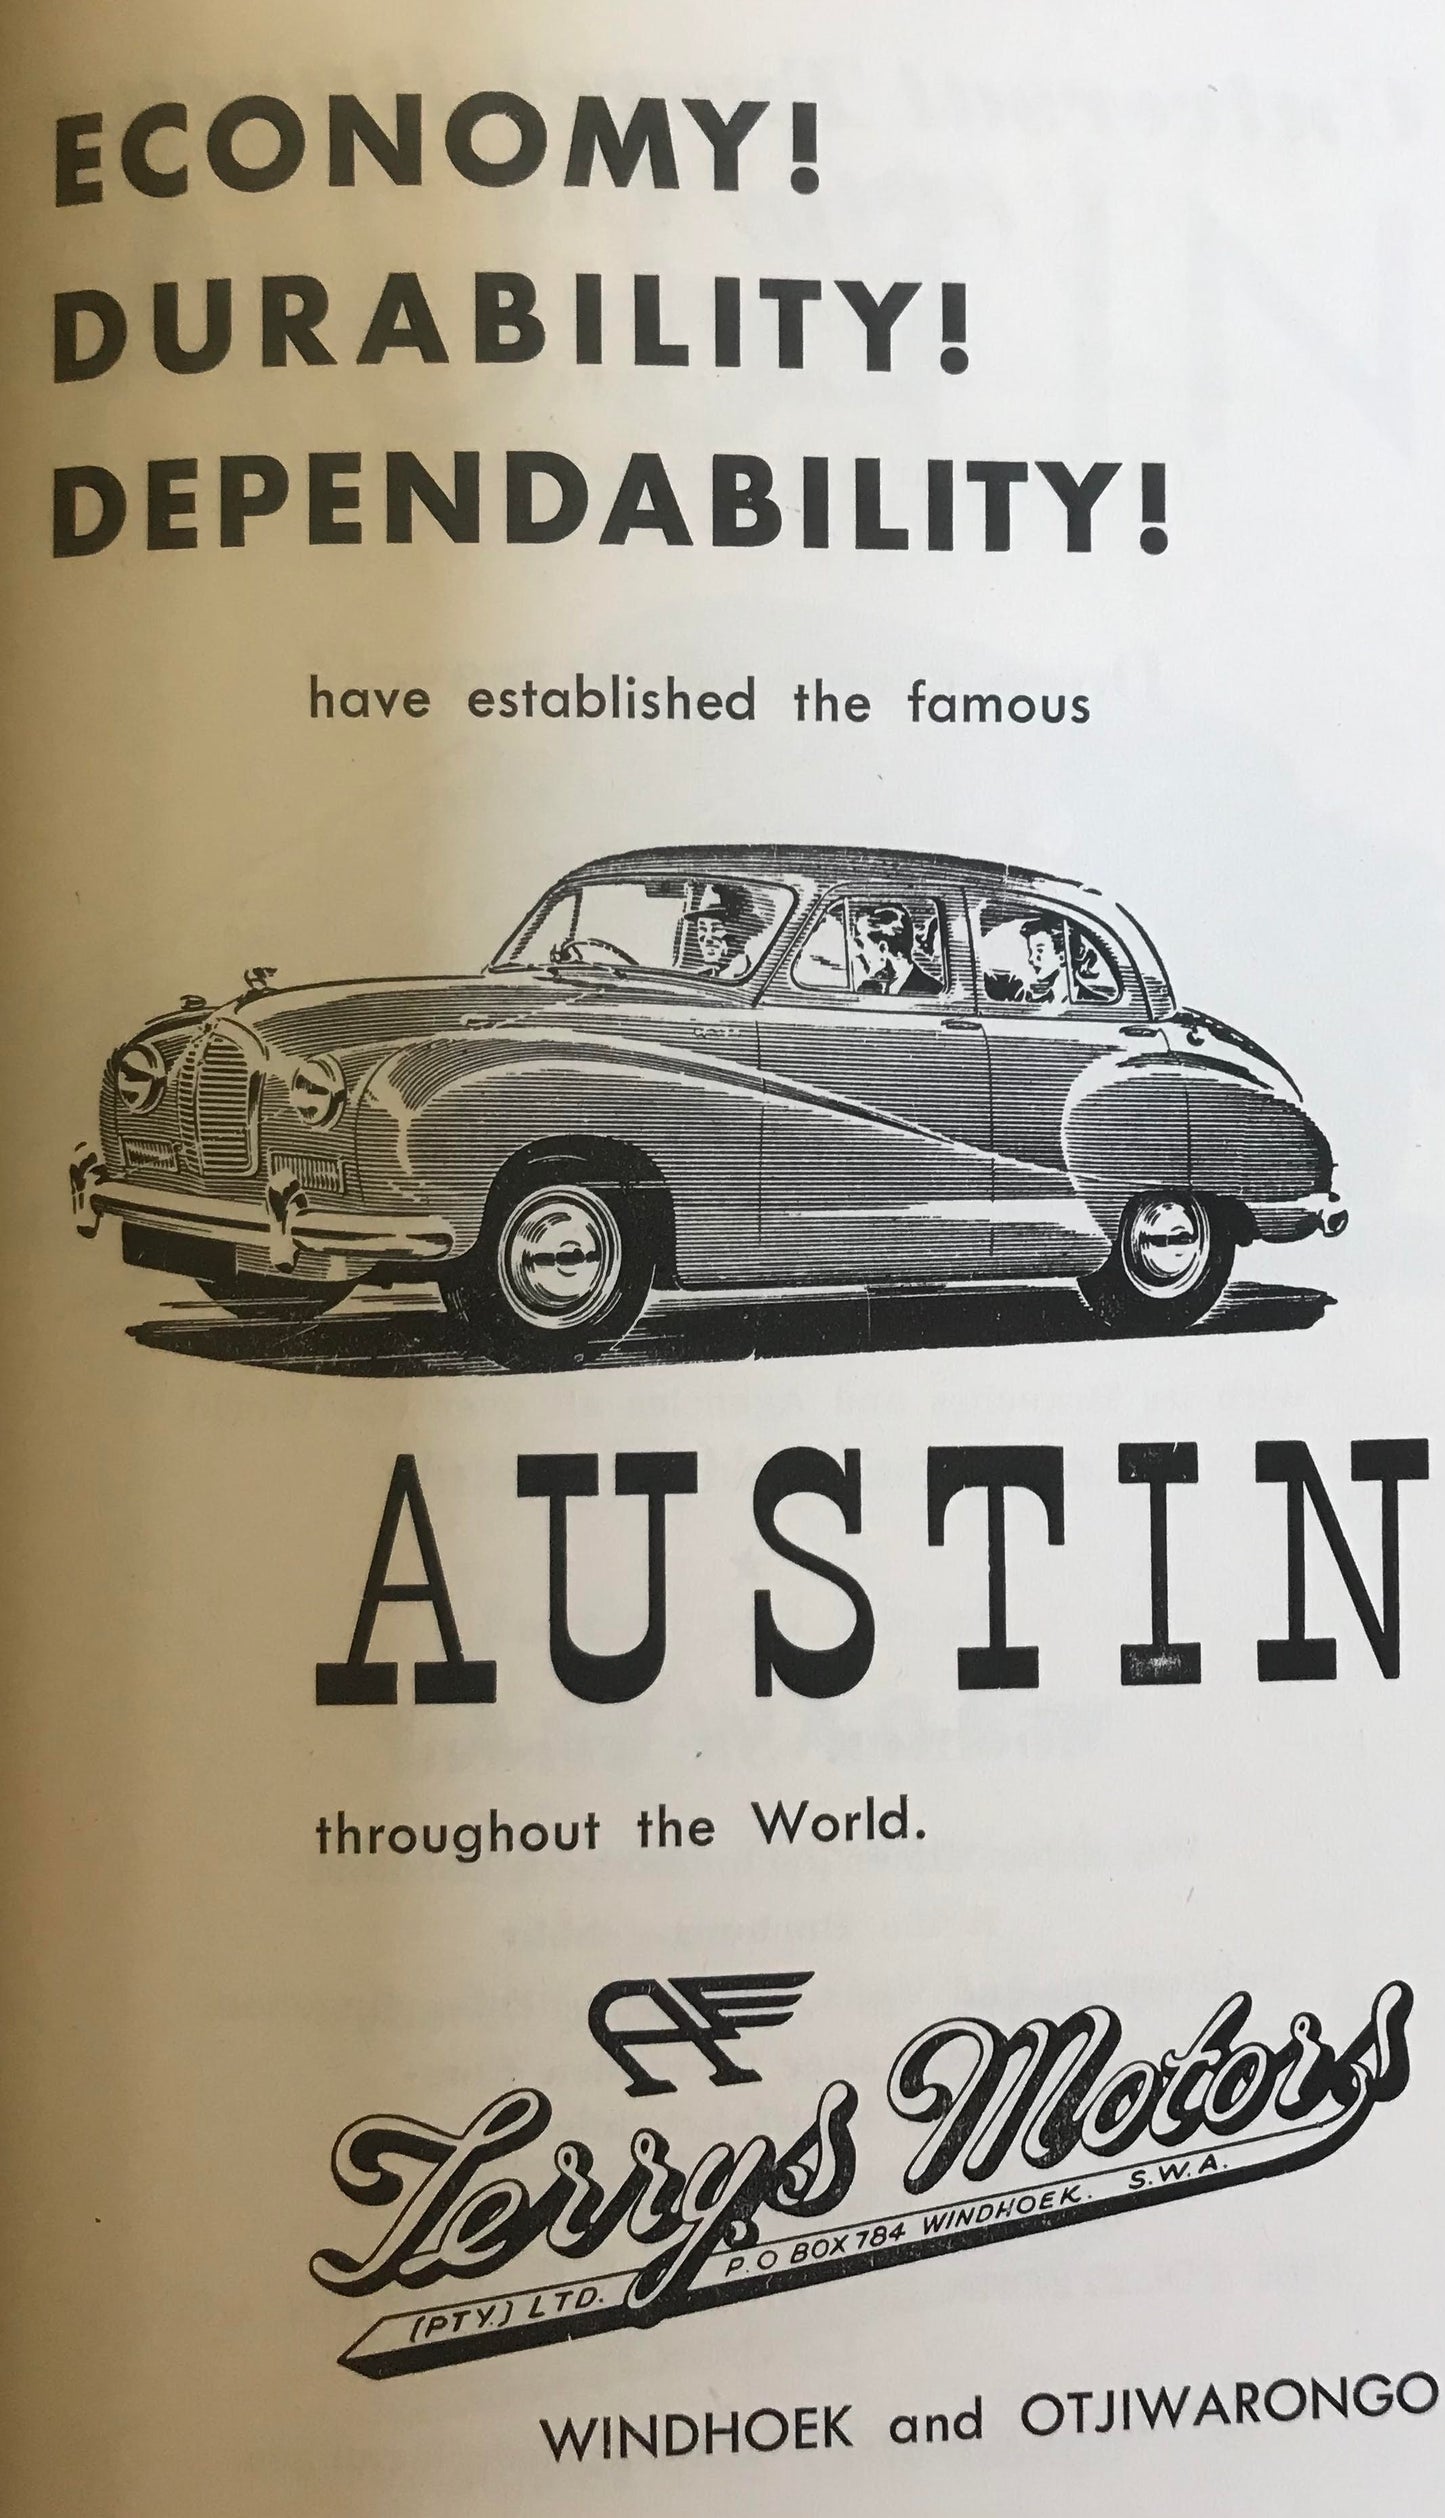 ECONOMY!
DURABILITY!
DEPENDABILITY!
have established the famous
AUSTIN
throughout the World.
A
Terrys Motors
(PTY.) LTD. P.O BOX 784 WINDHOEK. S.W.A.
WINDHOEK and OTJIWARONGO